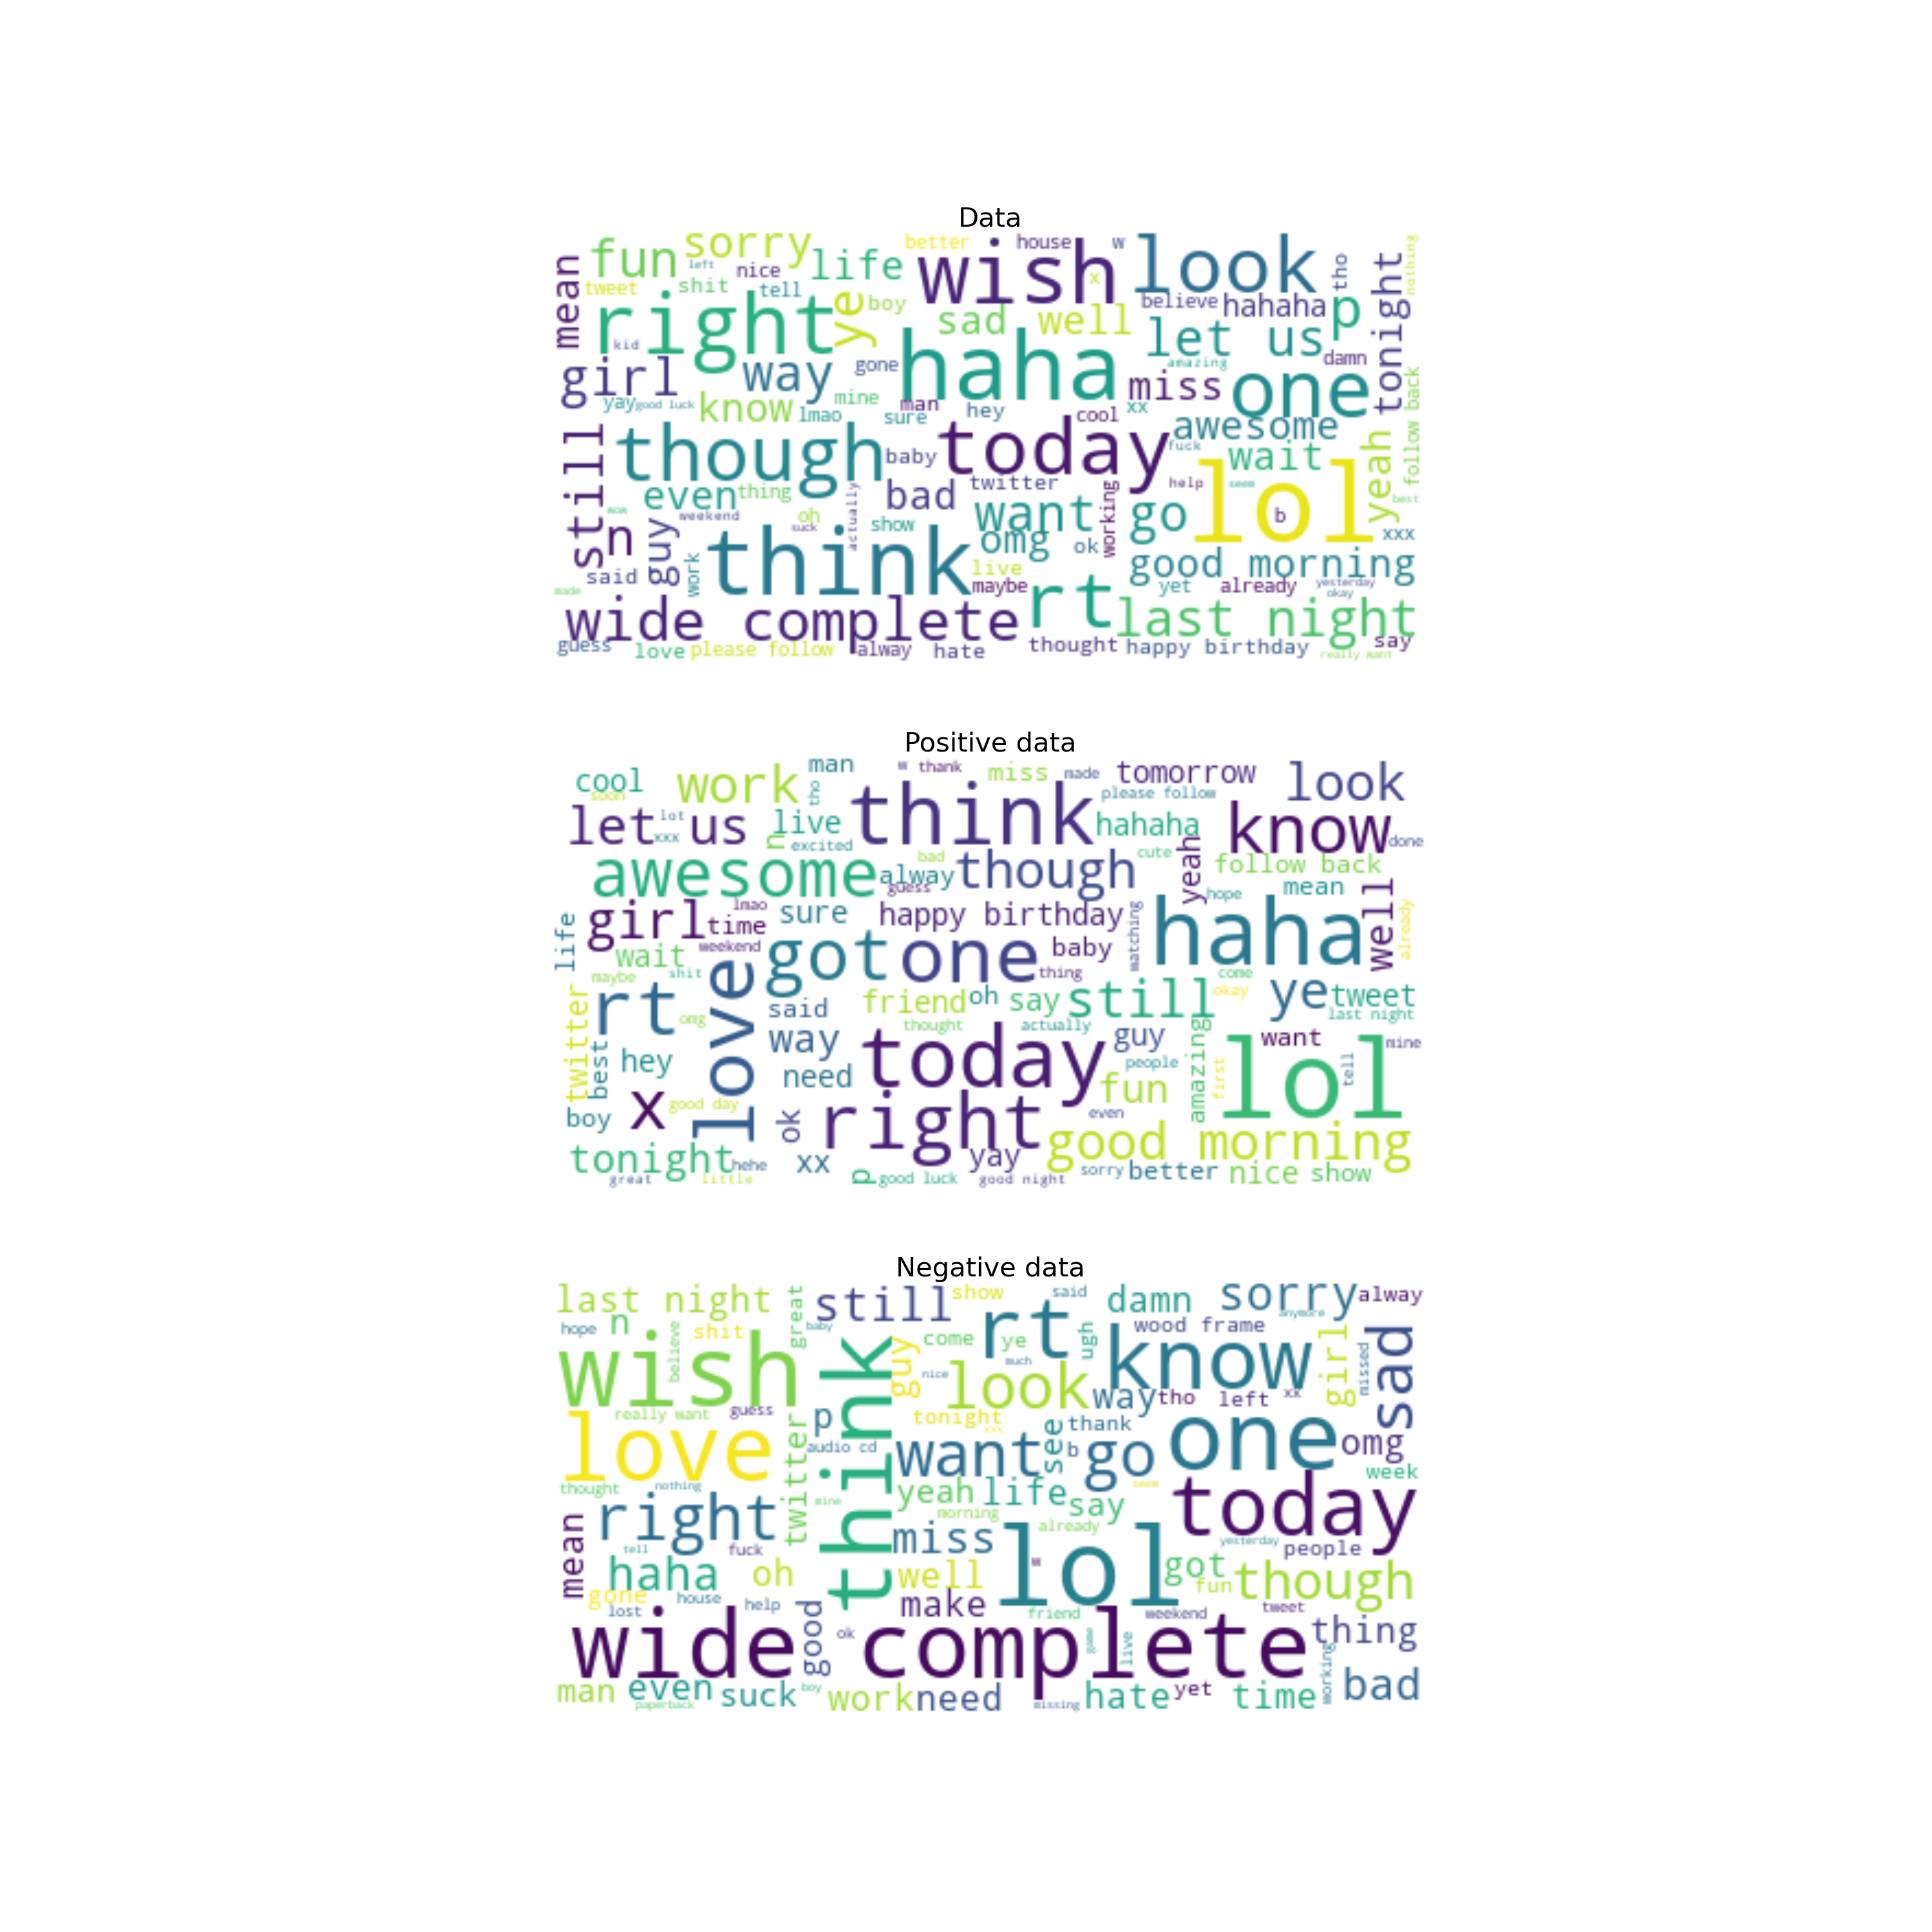 Data
sorry
better
house
w
look
fun
left
nice
life
wish
x
tho
nothing
mean
tweet
shit
tell
ye
boy
believe
hahaha
p
tonight
right
sad
well
let us
kid
haha
damn
girl
way
gone
amazing
miss
one
yay
good luck
know
lmao
mine
man
sure
hey
cool
xx
follow back
awesome
though
today
fuck
wait
yeah
still
baby
even
thing
bad
twitter
help
seem
lol
best
wow
weekend
oh
suck
actually
show
want
working
go
b
xxx
n
guy
omg
ok
think
good morning
said
work
live
maybe
yet
already
yesterday
okay
made
wide complete
rt
last night
guess
love
please follow
alway
hate
thought
happy birthday
say
really want
Positive data
man
w
thank
miss
made
tomorrow
look
cool
soon
work
tho
think
please follow
let us
lot
xxx
live
n
excited
hahaha
know
done
awesome
bad
alway
guess
though
cute
yeah
follow back
hope
mean
well
girl
lmao
time
sure
happy birthday
watching
haha
already
life
wait
weekend
got
one
baby
thing
maybe
shit
love
come
okay
ye
tweet
last night
twitter
rt
omg
said
friend
oh
say
still
thought
actually
way
guy
amazing
want
mine
best
hey
need
today
people
fun
first
lol
tell
boy
x
good day
ok
right
even
good morning
tonight
hehe
xx
yay
great
little
p
good luck
good night
sorry
better
nice
show
Negative data
last night
great
still
show
said
damn
sorry
alway
anymore
hope
n
believe
shit
baby
rt
ugh
wood frame
wish
think
guy
come
ye
much
know
girl
missed
sad
nice
look
way
tho
left
xx
really want
guess
love
twitter
p
audio cd
tonight
xxx
see
thank
b
want
go
one
omg
week
thought
nothing
yeah
life
say
seem
today
mine
morning
already
right
mean
miss
lol
w
yesterday
people
tell
fuck
haha
oh
well
got
fun
though
gone
lost
house
help
make
friend
weekend
tweet
wide complete
good
ok
game
live
thing
working
man
even
paperback
suck
boy
work
need
missing
hate
yet
time
bad